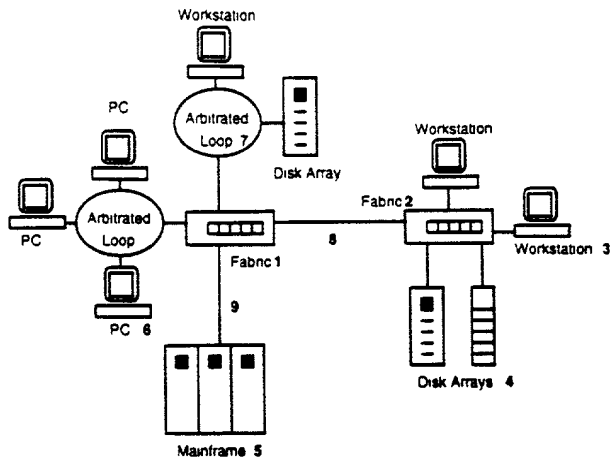 Workstation
PC
Arbitrated
Loop 7
Disk Array
Workstation
Fabric 2
PC
Arbitrated
Loop
8
Workstation 3
Fabric 1
PC 6
9
Disk Arrays 4
Mainframe 5